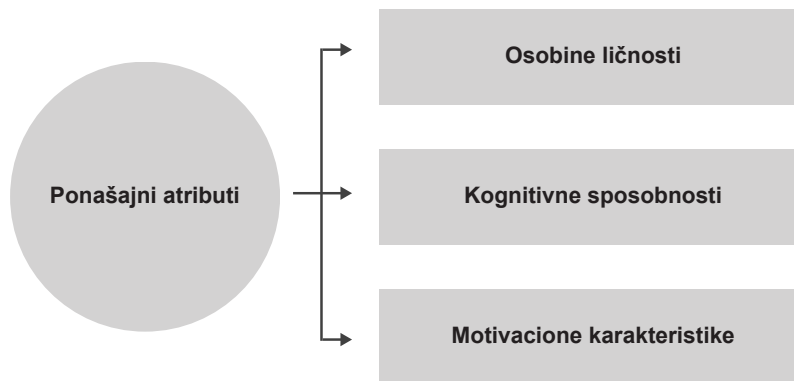 Osobine ličnosti
Ponašajni atributi
Kognitivne sposobnosti
Motivacione karakteristike